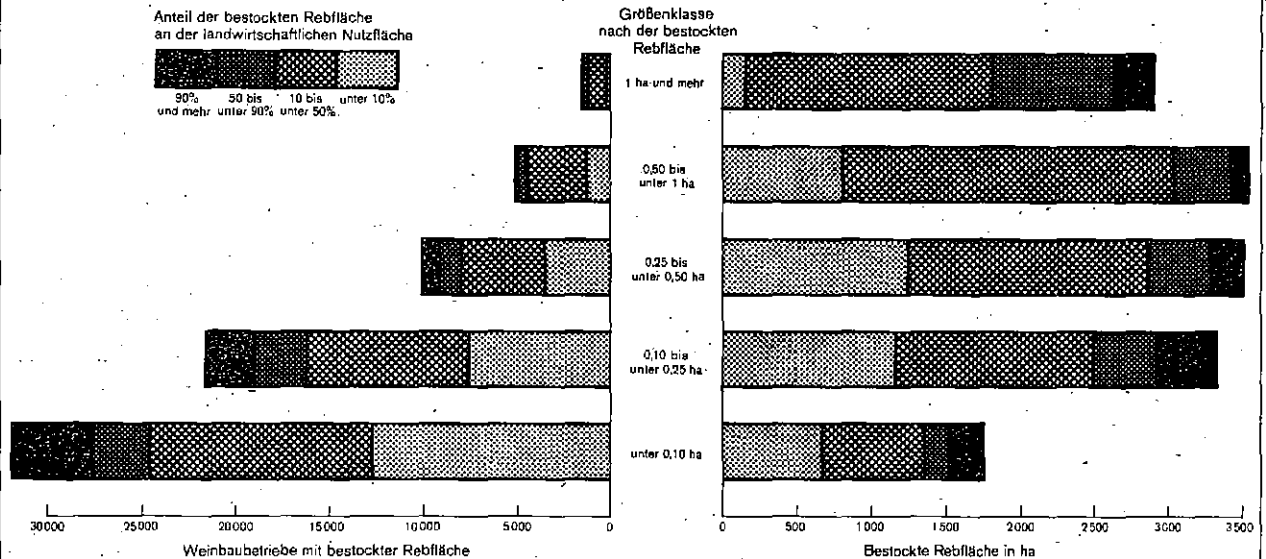 Anteil der bestockten Rebfläche
an der landwirtschaftlichen Nutzfläche
90% 50 bis 10 bis unter 10%
und mehr unter 90% unter 50%
Größenklasse
nach der bestockten
Rebfläche
1 ha und mehr
0,50 bis
unter 1 ha
0,25 bis
unter 0,50 ha
0,10 bis
unter 0,25 ha
unter 0,10 ha
30000 25000 20000 15000 10000 5000 0
Weinbaubetriebe mit bestockter Rebfläche
0 500 1000 1500 2000 2500 3000 3500
Bestockte Rebfläche in ha